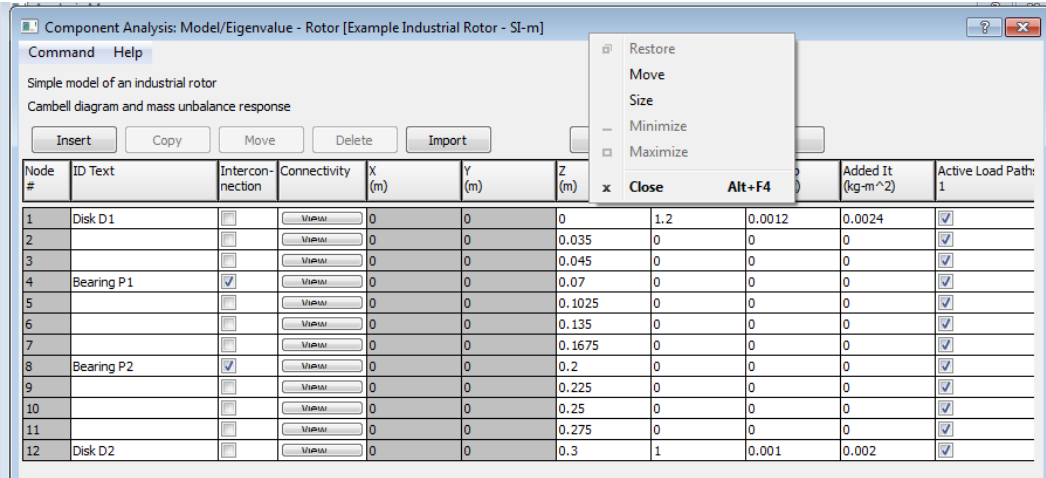 Component Analysis: Model/Eigenvalue - Rotor [Example Industrial Rotor - SI-m]
Command Help
Simple model of an industrial rotor
Cambell diagram and mass unbalance response
Insert Copy Move Delete Import
Restore
Move
Size
Minimize
Maximize
x Close Alt+F4
Node # ID Text Intercon-nection Connectivity X (m) Y (m) Z (m) Added It (kg-m^2) Active Load Paths 1
1 Disk D1 View 0 0 0 1.2 0.0012 0.0024
2 View 0 0 0.035 0 0 0
3 View 0 0 0.045 0 0 0
4 Bearing P1 View 0 0 0.07 0 0 0
5 View 0 0 0.1025 0 0 0
6 View 0 0 0.135 0 0 0
7 View 0 0 0.1675 0 0 0
8 Bearing P2 View 0 0 0.2 0 0 0
9 View 0 0 0.225 0 0 0
10 View 0 0 0.25 0 0 0
11 View 0 0 0.275 0 0 0
12 Disk D2 View 0 0 0.3 1 0.001 0.002